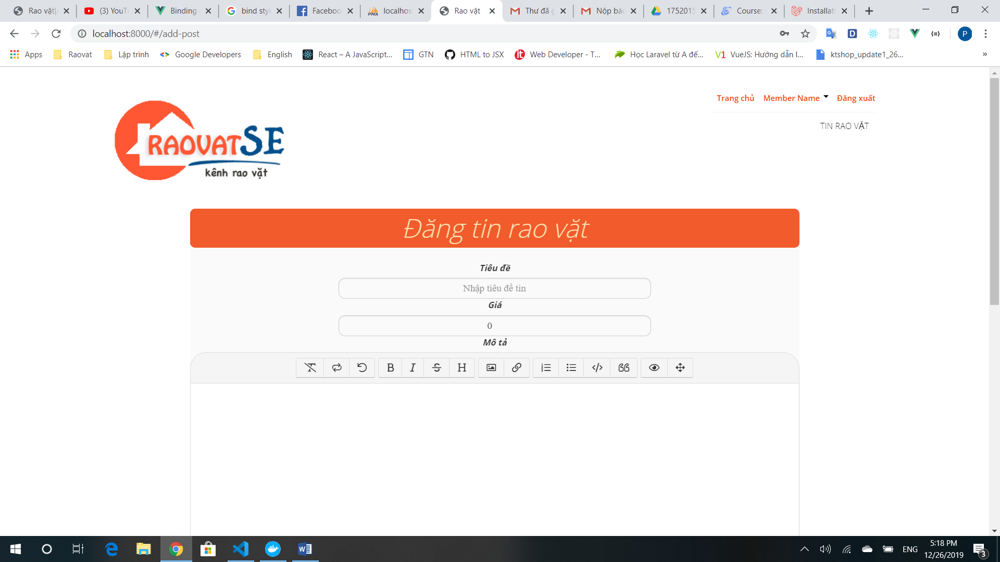 Rao vặt|
(3) YouT
Binding
bind styl
Faceboo
localhos
Rao vặt
Thư đã g
Nộp bác
1752015
Course:
Installati
localhost:8000/#/add-post
P
Apps
Raovat
Lập trình
Google Developers
English
React – A JavaScript...
GTN
HTML to JSX
Web Developer - T...
Học Laravel từ A đế...
VueJS: Hướng dẫn l...
ktshop_update1_26...
»
Trang chủ
Member Name
Đăng xuất
TIN RAO VẶT
RAOVATSE
kênh rao vặt
Đăng tin rao vặt
Tiêu đề
Nhập tiêu đề tin
Giá
0
Mô tả
B I S H
ENG
5:18 PM
12/26/2019
3